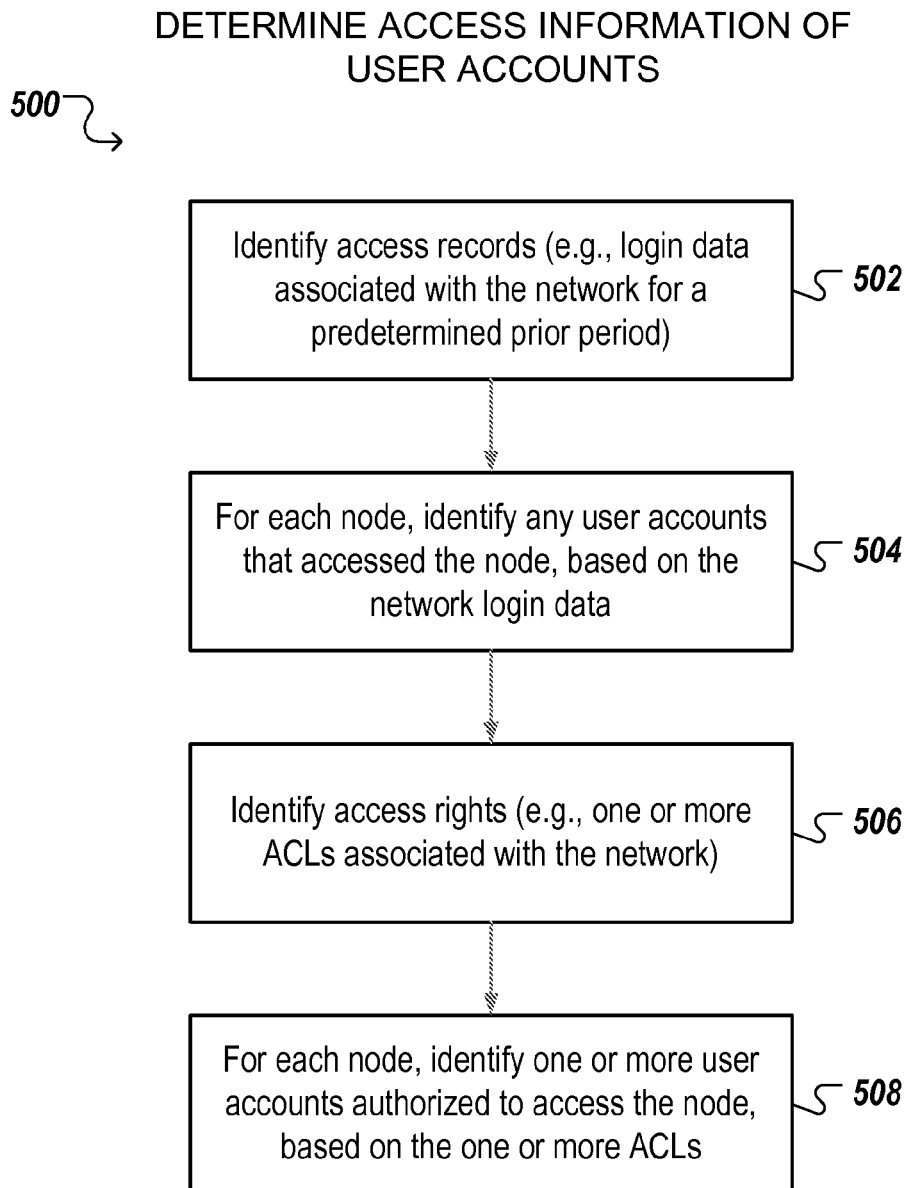 DETERMINE ACCESS INFORMATION OF
USER ACCOUNTS
500
Identify access records (e.g., login data
associated with the network for a
predetermined prior period)
502
For each node, identify any user accounts
that accessed the node, based on the
network login data
504
Identify access rights (e.g., one or more
ACLs associated with the network)
506
For each node, identify one or more user
accounts authorized to access the node,
based on the one or more ACLs
508